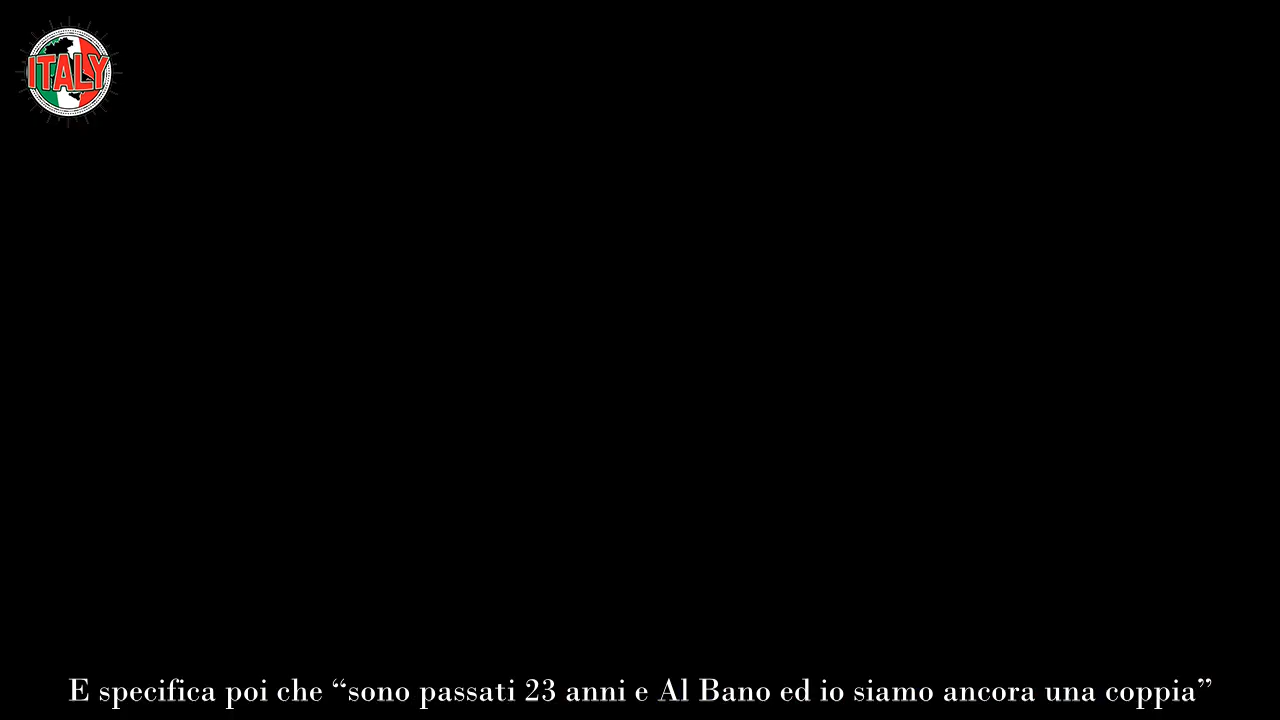 ITALY
E specifica poi che “sono passati 23 anni e Al Bano ed io siamo ancora una coppia”